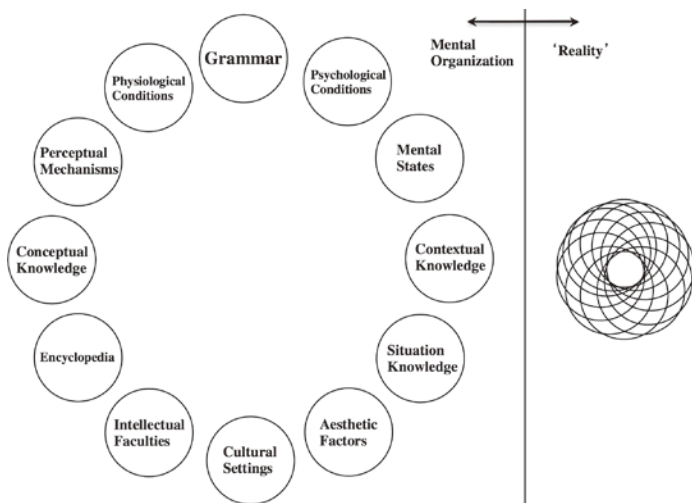 Grammar
Psychological
Conditions
Mental
States
Contextual
Knowledge
Situation
Knowledge
Aesthetic
Factors
Cultural
Settings
Intellectual
Faculties
Encyclopedia
Conceptual
Knowledge
Perceptual
Mechanisms
Physiological
Conditions
Mental
Organization
‘Reality’